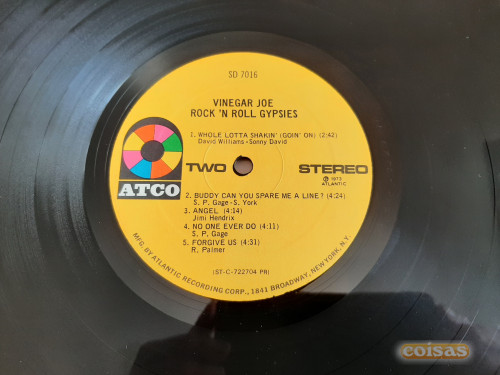 SD 7016
VINEGAR JOE
ROCK 'N ROLL GYPSIES
1. WHOLE LOTTA SHAKIN' (GOIN' ON) (2:42)
David Williams - Sonny David
ATCO
TWO
STEREO
℗ 1972
ATLANTIC
2. BUDDY CAN YOU SPARE ME A LINE? (4:24)
S. P. Gage - S. York
3. ANGEL (4:14)
Jimi Hendrix
4. NO ONE EVER DO (4:11)
S. P. Gage
5. FORGIVE US (4:31)
R. Palmer
(ST-C-722704 PR)
MFG. BY ATLANTIC RECORDING CORP., 1841 BROADWAY, NEW YORK, N.Y.
coisas